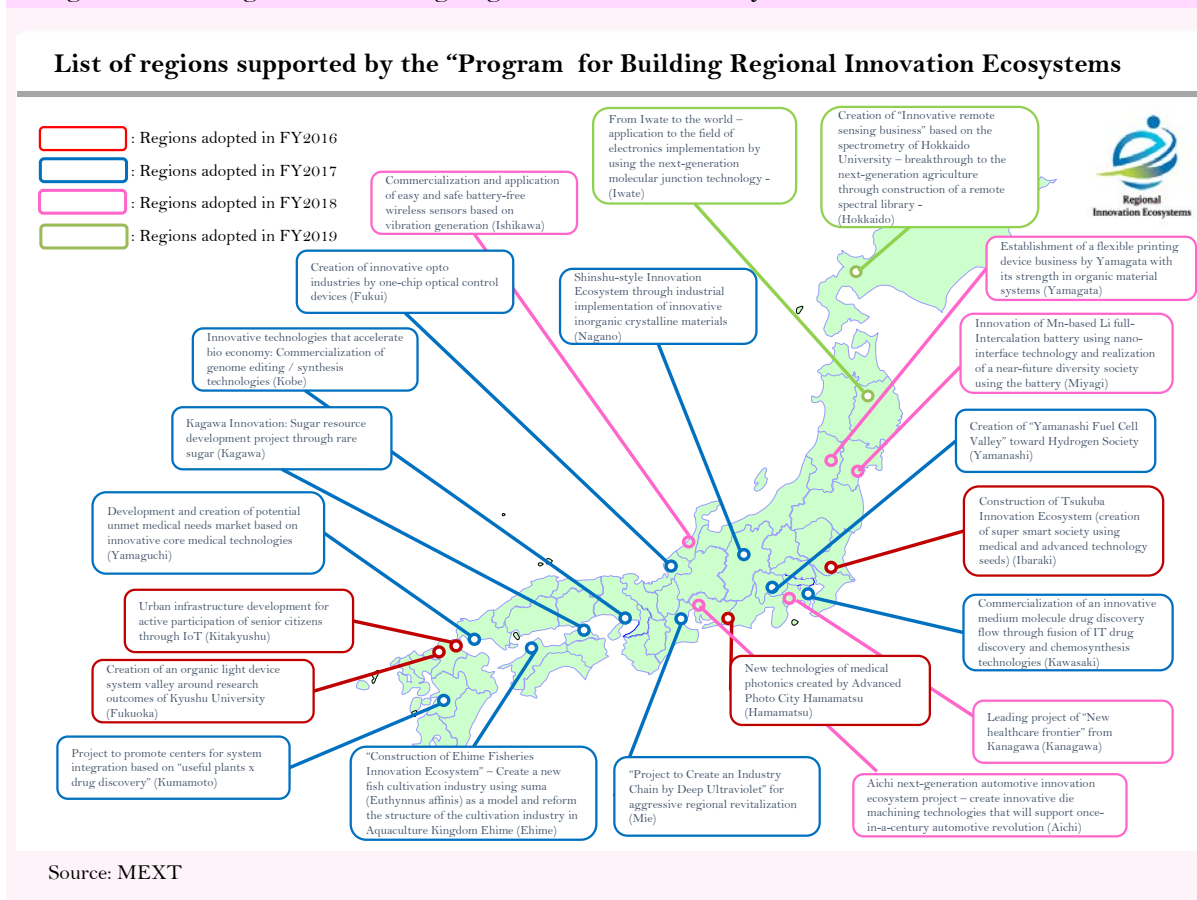 List of regions supported by the “Program for Building Regional Innovation Ecosystems
: Regions adopted in FY2016
: Regions adopted in FY2017
: Regions adopted in FY2018
: Regions adopted in FY2019
From Iwate to the world –
application to the field of
electronics implementation by
using the next-generation
molecular junction technology -
(Iwate)
Creation of “Innovative remote
sensing business” based on the
spectrometry of Hokkaido
University – breakthrough to the
next-generation agriculture
through construction of a remote
spectral library -
(Hokkaido)
Regional
Innovation Ecosystems
Commercialization and application
of easy and safe battery-free
wireless sensors based on
vibration generation (Ishikawa)
Establishment of a flexible printing
device business by Yamagata with
its strength in organic material
systems (Yamagata)
Creation of innovative opto
industries by one-chip optical control
devices (Fukui)
Shinshu-style Innovation
Ecosystem through industrial
implementation of innovative
inorganic crystalline materials
(Nagano)
Innovation of Mn-based Li full-
Intercalation battery using nano-
interface technology and realization
of a near-future diversity society
using the battery (Miyagi)
Innovative technologies that accelerate
bio economy: Commercialization of
genome editing / synthesis
technologies (Kobe)
Kagawa Innovation: Sugar resource
development project through rare
sugar (Kagawa)
Creation of “Yamanashi Fuel Cell
Valley” toward Hydrogen Society
(Yamanashi)
Development and creation of potential
unmet medical needs market based on
innovative core medical technologies
(Yamaguchi)
Construction of Tsukuba
Innovation Ecosystem (creation
of super smart society using
medical and advanced technology
seeds) (Ibaraki)
Urban infrastructure development for
active participation of senior citizens
through IoT (Kitakyushu)
Commercialization of an innovative
medium molecule drug discovery
flow through fusion of IT drug
discovery and chemosynthesis
technologies (Kawasaki)
Creation of an organic light device
system valley around research
outcomes of Kyushu University
(Fukuoka)
New technologies of medical
photonics created by Advanced
Photo City Hamamatsu
(Hamamatsu)
Leading project of “New
healthcare frontier” from
Kanagawa (Kanagawa)
Project to promote centers for system
integration based on “useful plants x
drug discovery” (Kumamoto)
“Construction of Ehime Fisheries
Innovation Ecosystem” – Create a new
fish cultivation industry using suma
(Euthynnus affinis) as a model and reform
the structure of the cultivation industry in
Aquaculture Kingdom Ehime (Ehime)
“Project to Create an Industry
Chain by Deep Ultraviolet” for
aggressive regional revitalization
(Mie)
Aichi next-generation automotive innovation
ecosystem project – create innovative die
machining technologies that will support once-
in-a-century automotive revolution (Aichi)
Source: MEXT